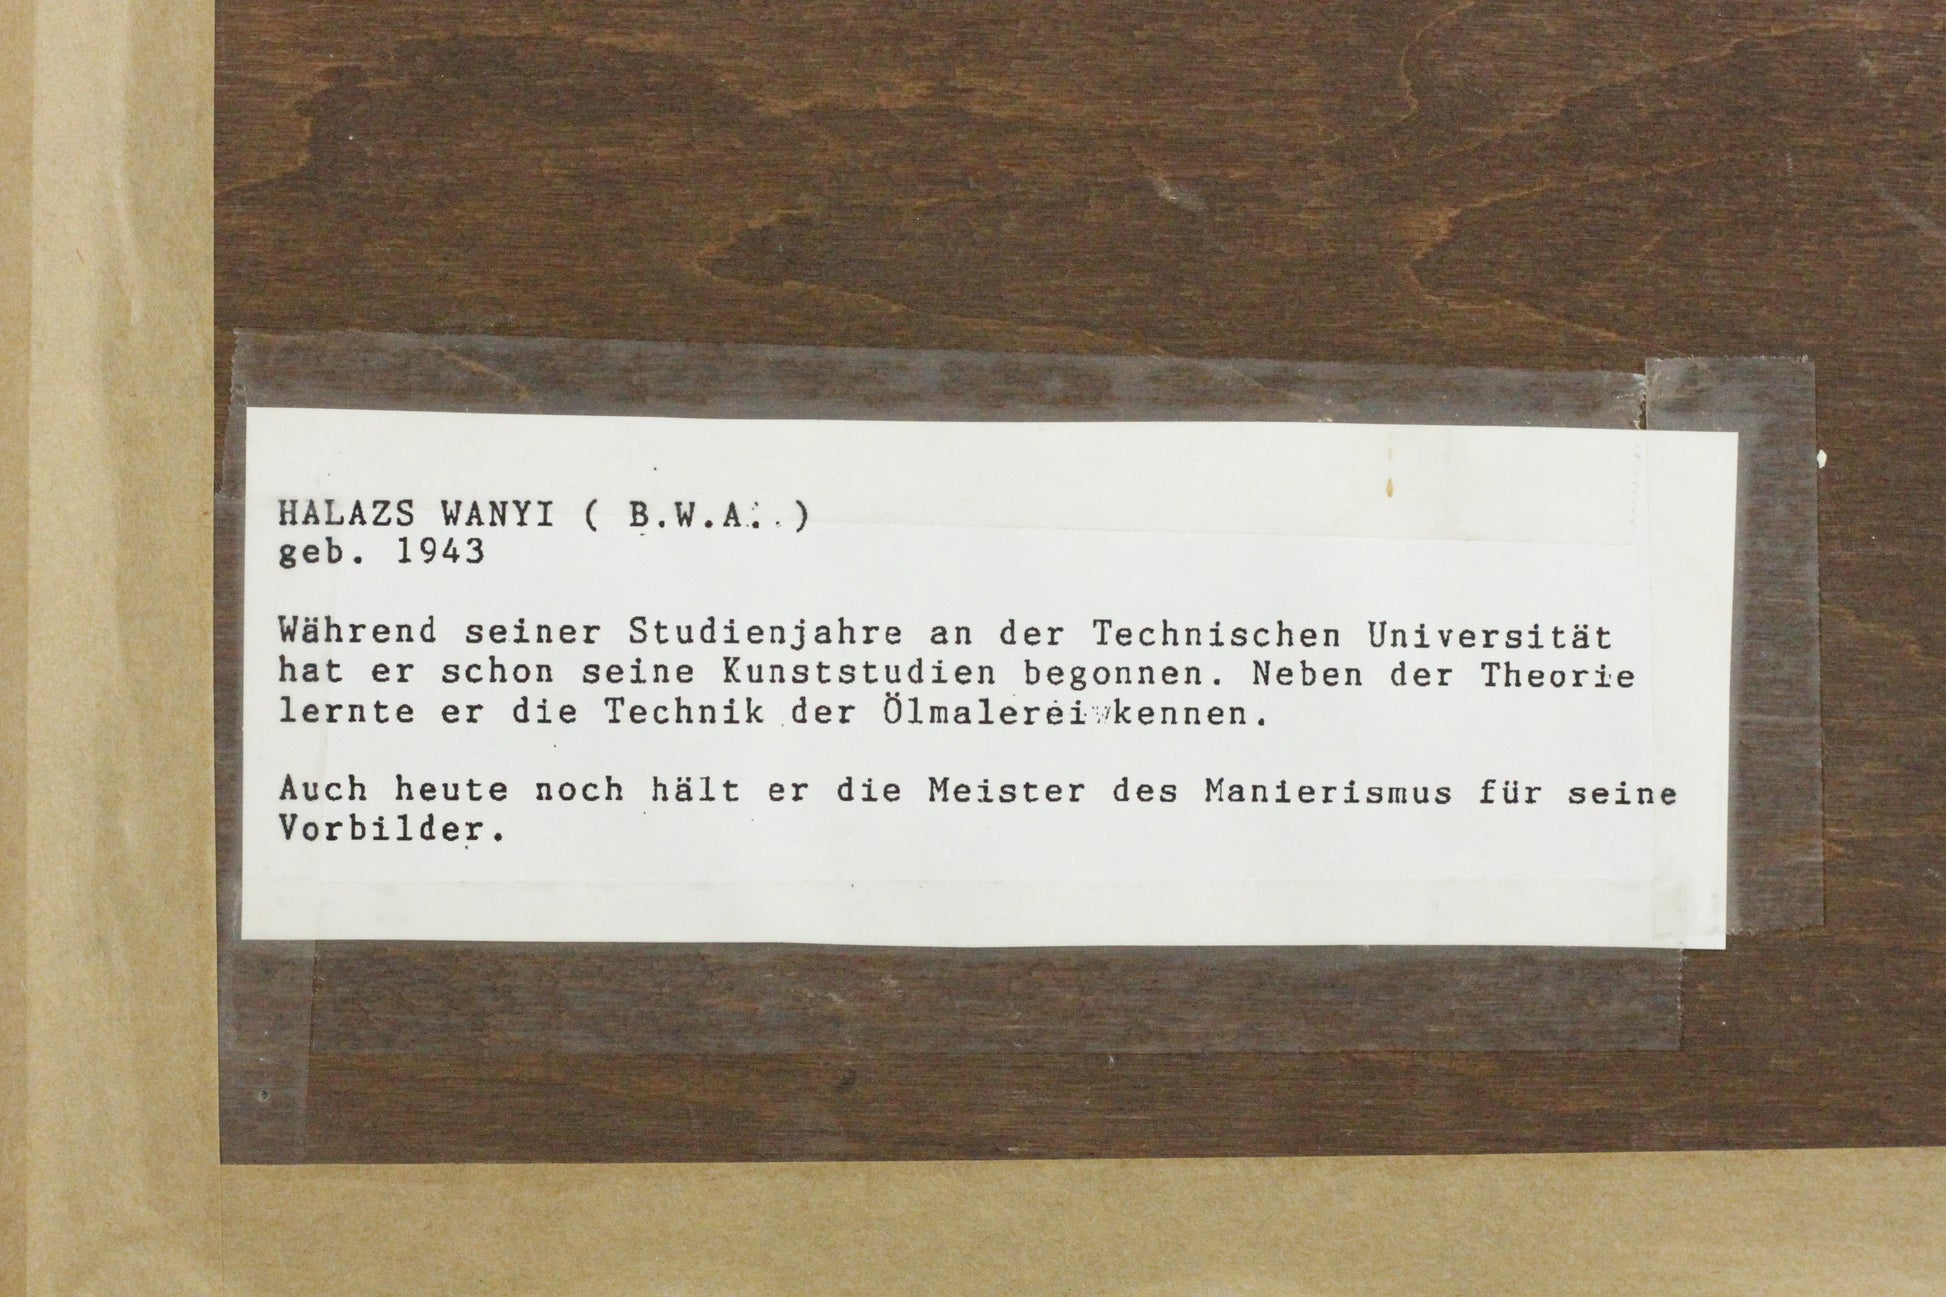 HALAZS WANYI ( B.W.A. )
geb. 1943
Während seiner Studienjahre an der Technischen Universität
hat er schon seine Kunststudien begonnen. Neben der Theorie
lernte er die Technik der Ölmalerei kennen.
Auch heute noch hält er die Meister des Manierismus für seine
Vorbilder.